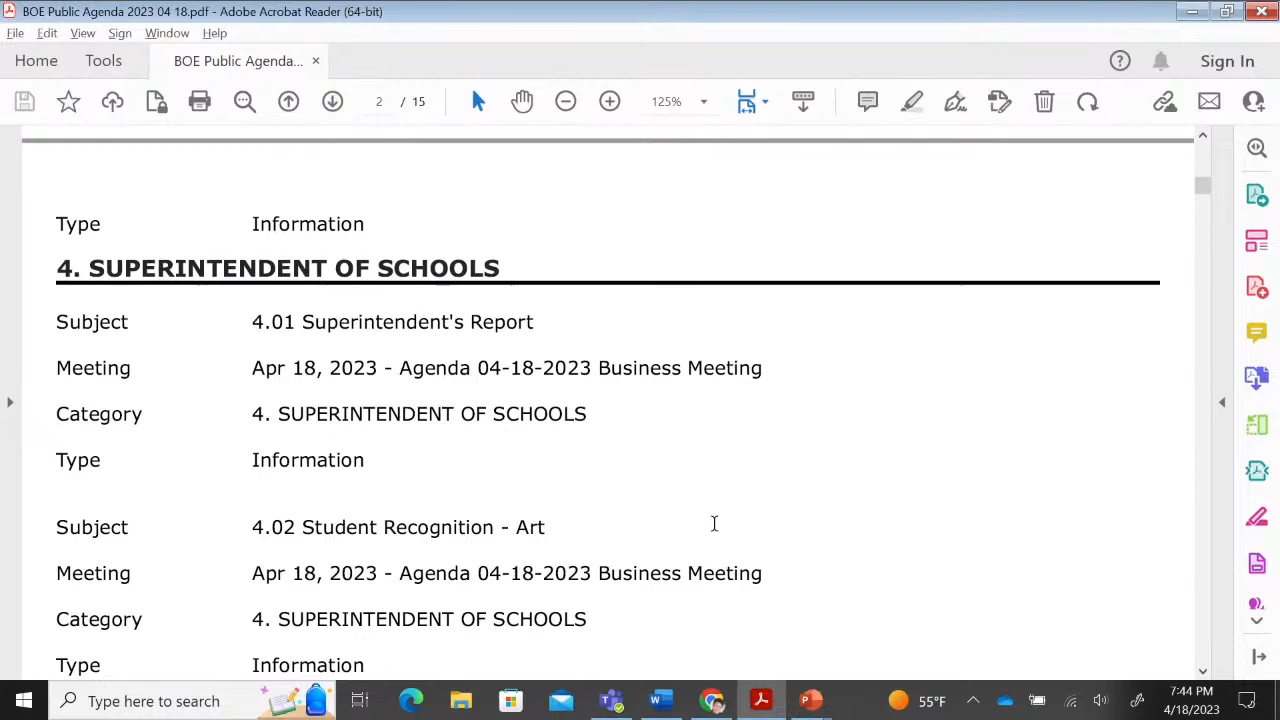 BOE Public Agenda 2023 04 18.pdf - Adobe Acrobat Reader (64-bit)
File Edit View Sign Window Help
Home Tools BOE Public Agenda... × Sign In
2 / 15 125%
Type Information
4. SUPERINTENDENT OF SCHOOLS
Subject 4.01 Superintendent's Report
Meeting Apr 18, 2023 - Agenda 04-18-2023 Business Meeting
Category 4. SUPERINTENDENT OF SCHOOLS
Type Information
Subject 4.02 Student Recognition - Art
Meeting Apr 18, 2023 - Agenda 04-18-2023 Business Meeting
Category 4. SUPERINTENDENT OF SCHOOLS
Type Information
Type here to search 55°F 7:44 PM
4/18/2023